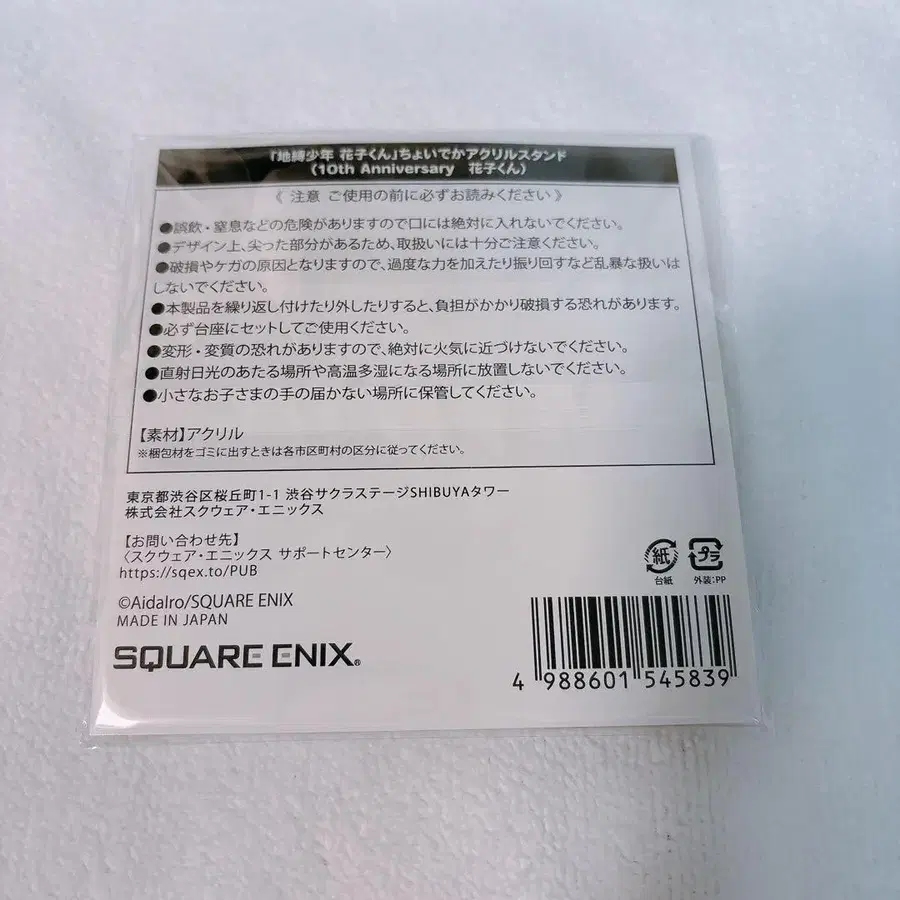 「地縛少年 花子くん」ちょいでかアクリルスタンド
（10th Anniversary　花子くん）
《 注意 ご使用の前に必ずお読みください 》
●誤飲・窒息などの危険がありますので口には絶対に入れないでください。
●デザイン上、尖った部分があるため、取扱いには十分ご注意ください。
●破損やケガの原因となりますので、過度な力を加えたり振り回すなど乱暴な扱いは
しないでください。
●本製品を繰り返し付けたり外したりすると、負担がかかり破損する恐れがあります。
●必ず台座にセットしてご使用ください。
●変形・変質の恐れがありますので、絶対に火気に近づけないでください。
●直射日光のあたる場所や高温多湿になる場所に放置しないでください。
●小さなお子さまの手の届かない場所に保管してください。
【素材】アクリル
※梱包材をゴミに出すときは各市区町村の区分に従ってください。
東京都渋谷区桜丘町1-1 渋谷サクラステージSHIBUYAタワー
株式会社スクウェア・エニックス
【お問い合わせ先】
〈スクウェア・エニックス サポートセンター〉
https://sqex.to/PUB
紙 プラ
台紙 外装:PP
©AidaIro/SQUARE ENIX
MADE IN JAPAN
SQUARE ENIX®
4 988601 545839